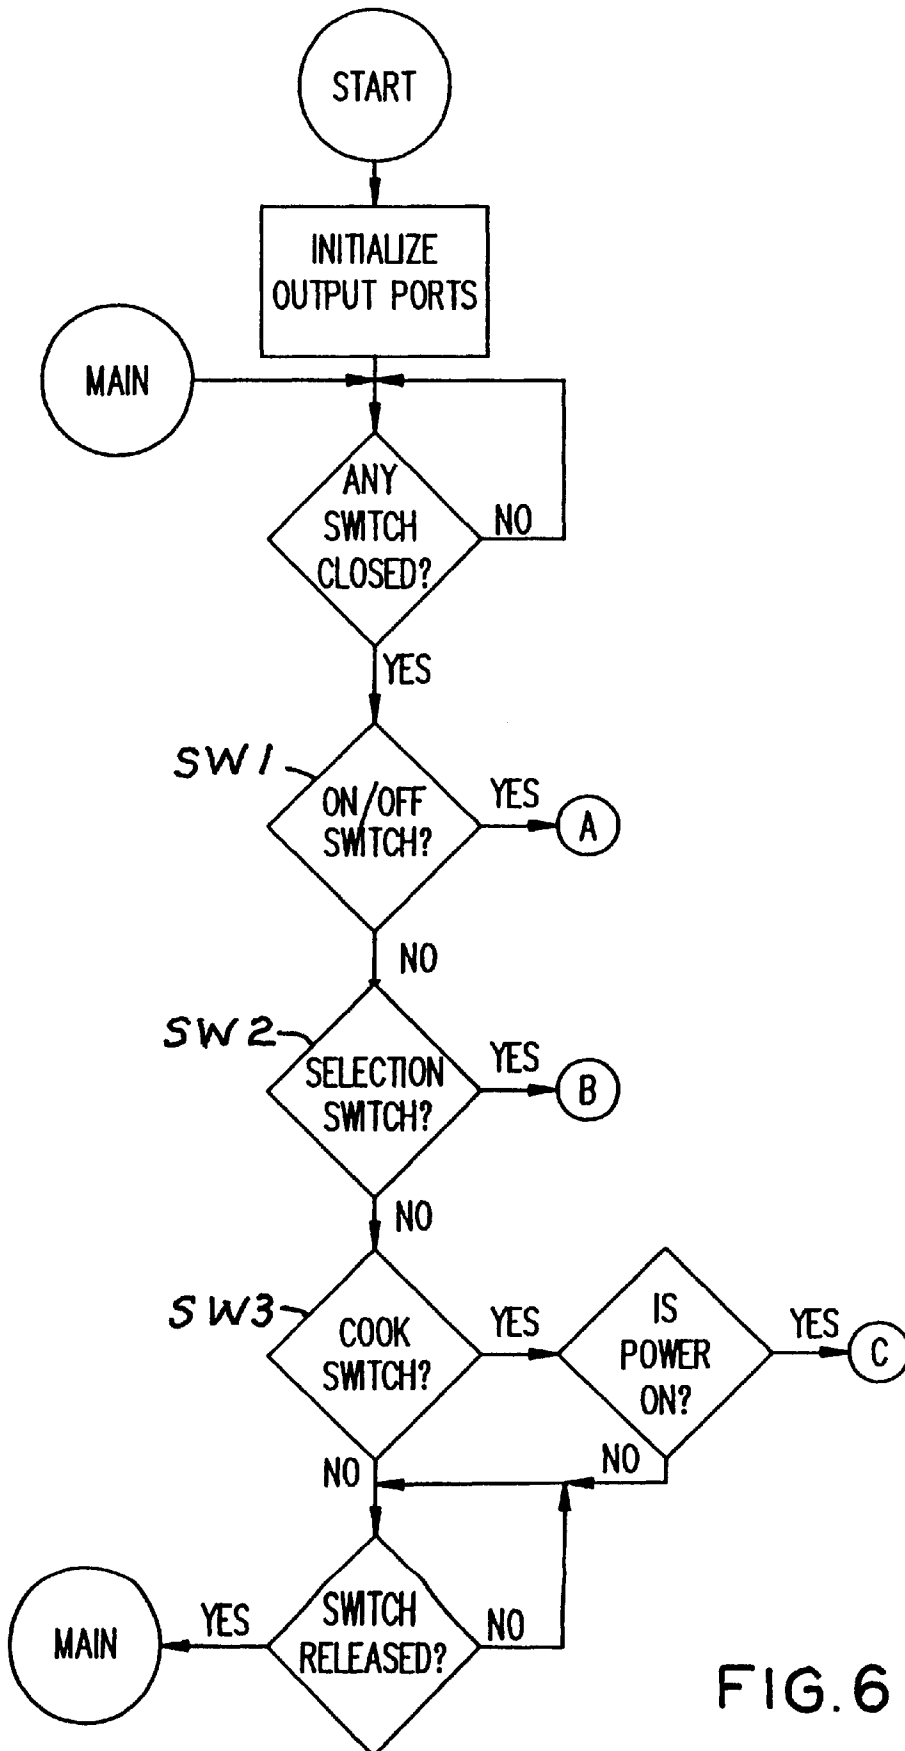 START
INITIALIZE
OUTPUT PORTS
MAIN
ANY
SWITCH
CLOSED?
NO
YES
SW1
ON/OFF
SWITCH?
YES
A
NO
SW2
SELECTION
SWITCH?
YES
B
NO
SW3
COOK
SWITCH?
YES
IS
POWER
ON?
YES
C
NO
NO
SWITCH
RELEASED?
YES
NO
MAIN
FIG.6